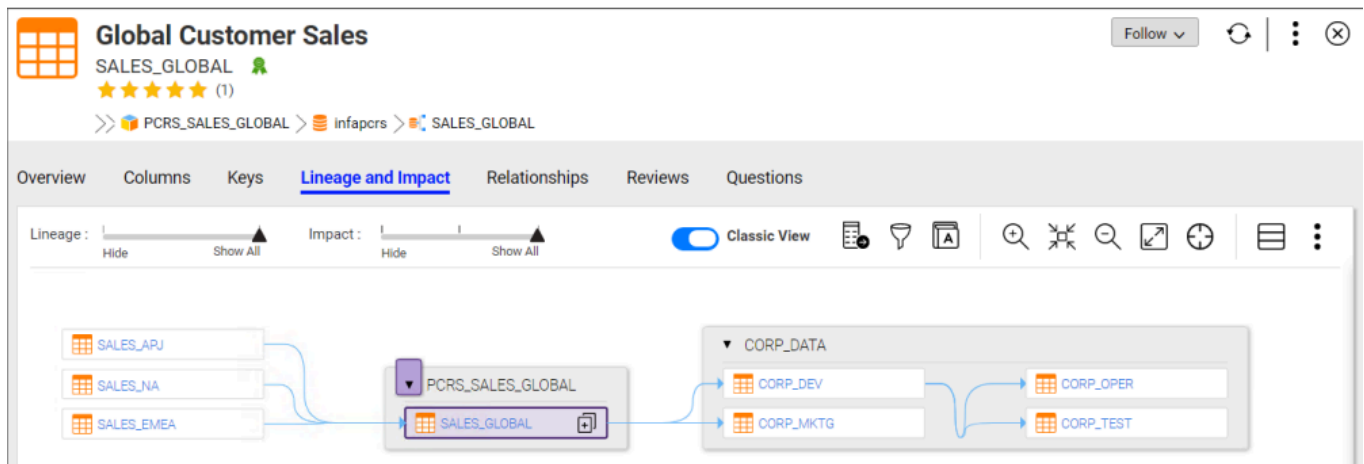 Global Customer Sales
Follow
SALES_GLOBAL
(1)
PCRS_SALES_GLOBAL infapcrs SALES_GLOBAL
Overview Columns Keys Lineage and Impact Relationships Reviews Questions
Lineage : Hide Show All Impact : Hide Show All Classic View A
SALES_APJ
SALES_NA
SALES_EMEA
PCRS_SALES_GLOBAL
SALES_GLOBAL
CORP_DATA
CORP_DEV CORP_OPER
CORP_MKTG CORP_TEST